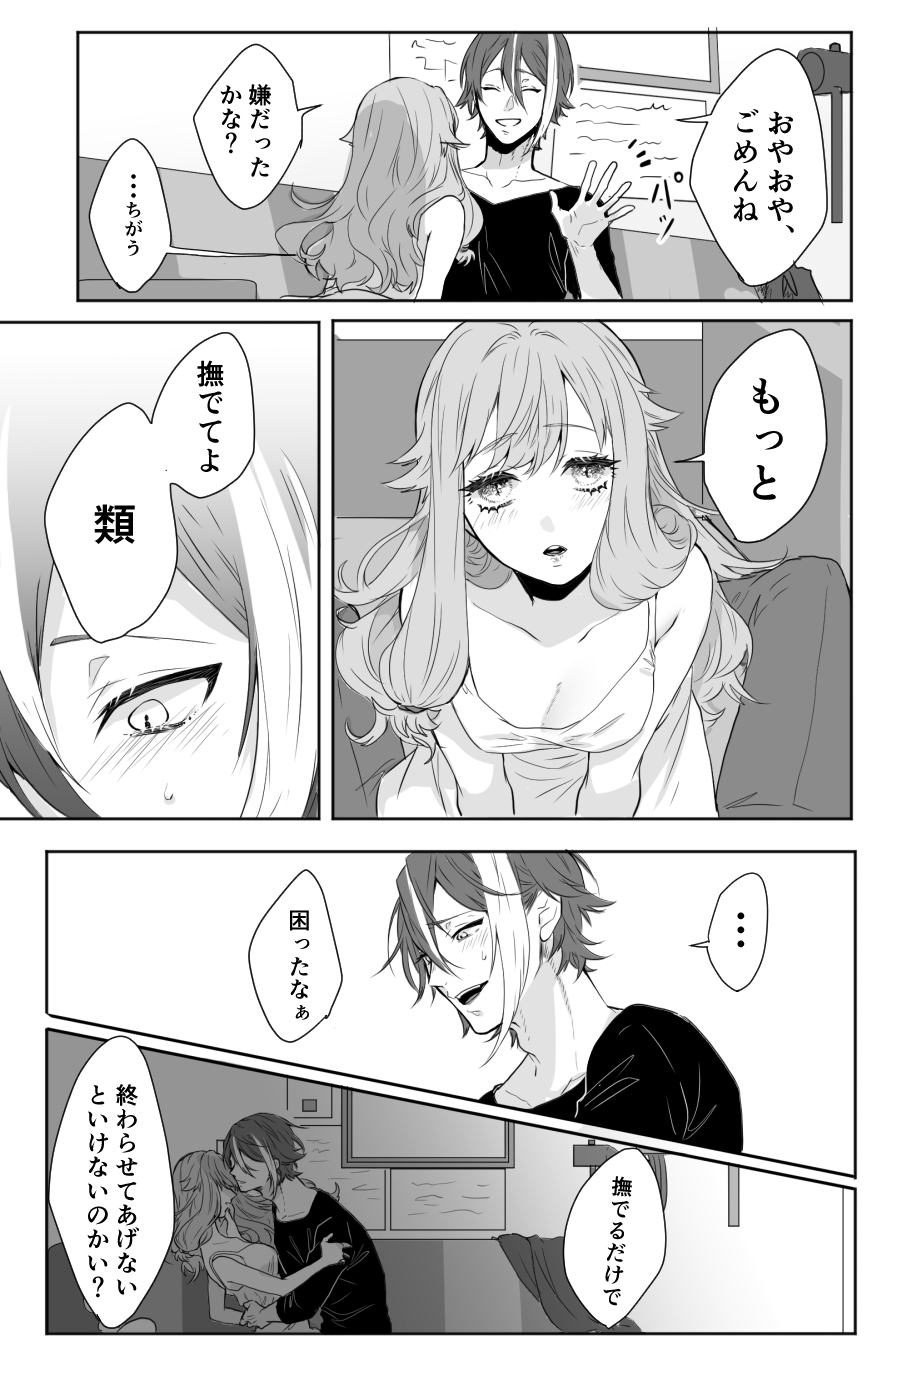 おやおや、
ごめんね
パッ
嫌だった
かな?
…ちがう
もっと
撫でてよ
類
…
困ったなぁ
撫でるだけで
終わらせてあげない
といけないのかい?